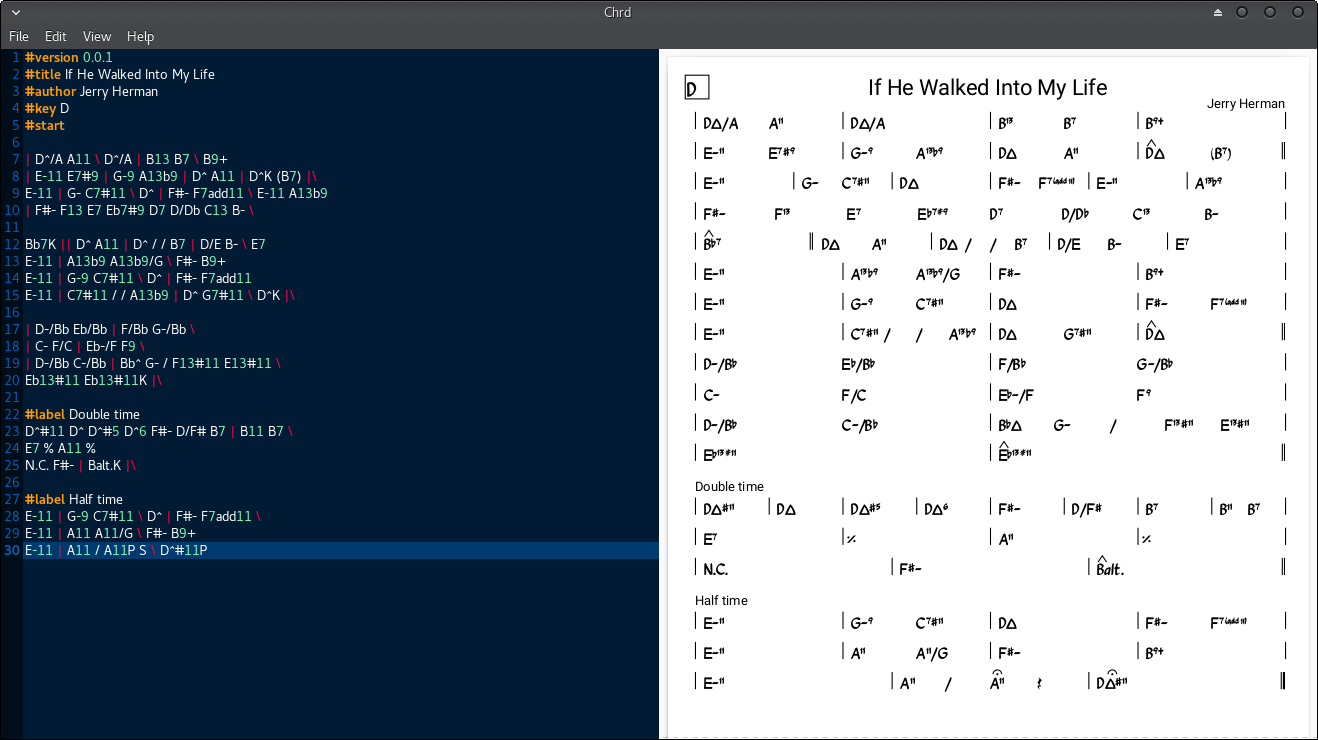 Chrd
File Edit View Help
1 #version 0.0.1
2 #title If He Walked Into My Life
3 #author Jerry Herman
4 #key D
5 #start
6
7 | D^/A A11 \ D^/A | B13 B7 \ B9+
8 | E-11 E7#9 | G-9 A13b9 | D^ A11 | D^K (B7) |\
9 E-11 | G- C7#11 \ D^ | F#- F7add11 \ E-11 A13b9
10 | F#- F13 E7 Eb7#9 D7 D/Db C13 B- \
11
12 Bb7K || D^ A11 | D^ / / B7 | D/E B- \ E7
13 E-11 | A13b9 A13b9/G \ F#- B9+
14 E-11 | G-9 C7#11 \ D^ | F#- F7add11
15 E-11 | C7#11 / / A13b9 | D^ G7#11 \ D^K |\
16
17 | D-/Bb Eb/Bb | F/Bb G-/Bb \
18 | C- F/C | Eb-/F F9 \
19 | D-/Bb C-/Bb | Bb^ G- / F13#11 E13#11 \
20 Eb13#11 Eb13#11K |\
21
22 #label Double time
23 D^#11 D^ D^#5 D^6 F#- D/F# B7 | B11 B7 \
24 E7 % A11 %
25 N.C. F#- | Balt.K |\
26
27 #label Half time
28 E-11 | G-9 C7#11 \ D^ | F#- F7add11 \
29 E-11 | A11 A11/G \ F#- B9+
30 E-11 | A11 / A11P S \ D^#11P
D If He Walked Into My Life
Jerry Herman
| D△/A A11 | D△/A | B13 B7 | B9+ |
| E-11 E7#9 | G-9 A13b9 | D△ A11 | D△ (B7) ||
| E-11 | G- C7#11 | D△ | F#- F7(add11) | E-11 | A13b9 |
| F#- F13 E7 Eb7#9 D7 D/Db C13 B- |
| Bb7 || D△ A11 | D△ / / B7 | D/E B- | E7 |
| E-11 | A13b9 A13b9/G | F#- | B9+ |
| E-11 | G-9 C7#11 | D△ | F#- F7(add11) |
| E-11 | C7#11 / / A13b9 | D△ G7#11 | D△ ||
| D-/Bb Eb/Bb | F/Bb G-/Bb |
| C- F/C | Eb-/F F9 |
| D-/Bb C-/Bb | Bb△ G- / F13#11 E13#11 |
| Eb13#11 | Eb13#11 ||
Double time
| D△#11 | D△ | D△#5 | D△6 | F#- | D/F# | B7 | B11 B7 |
| E7 | % | A11 | % |
| N.C. | F#- | Balt. ||
Half time
| E-11 | G-9 C7#11 | D△ | F#- F7(add11) |
| E-11 | A11 A11/G | F#- | B9+ |
| E-11 | A11 / A11 | D△#11 ||